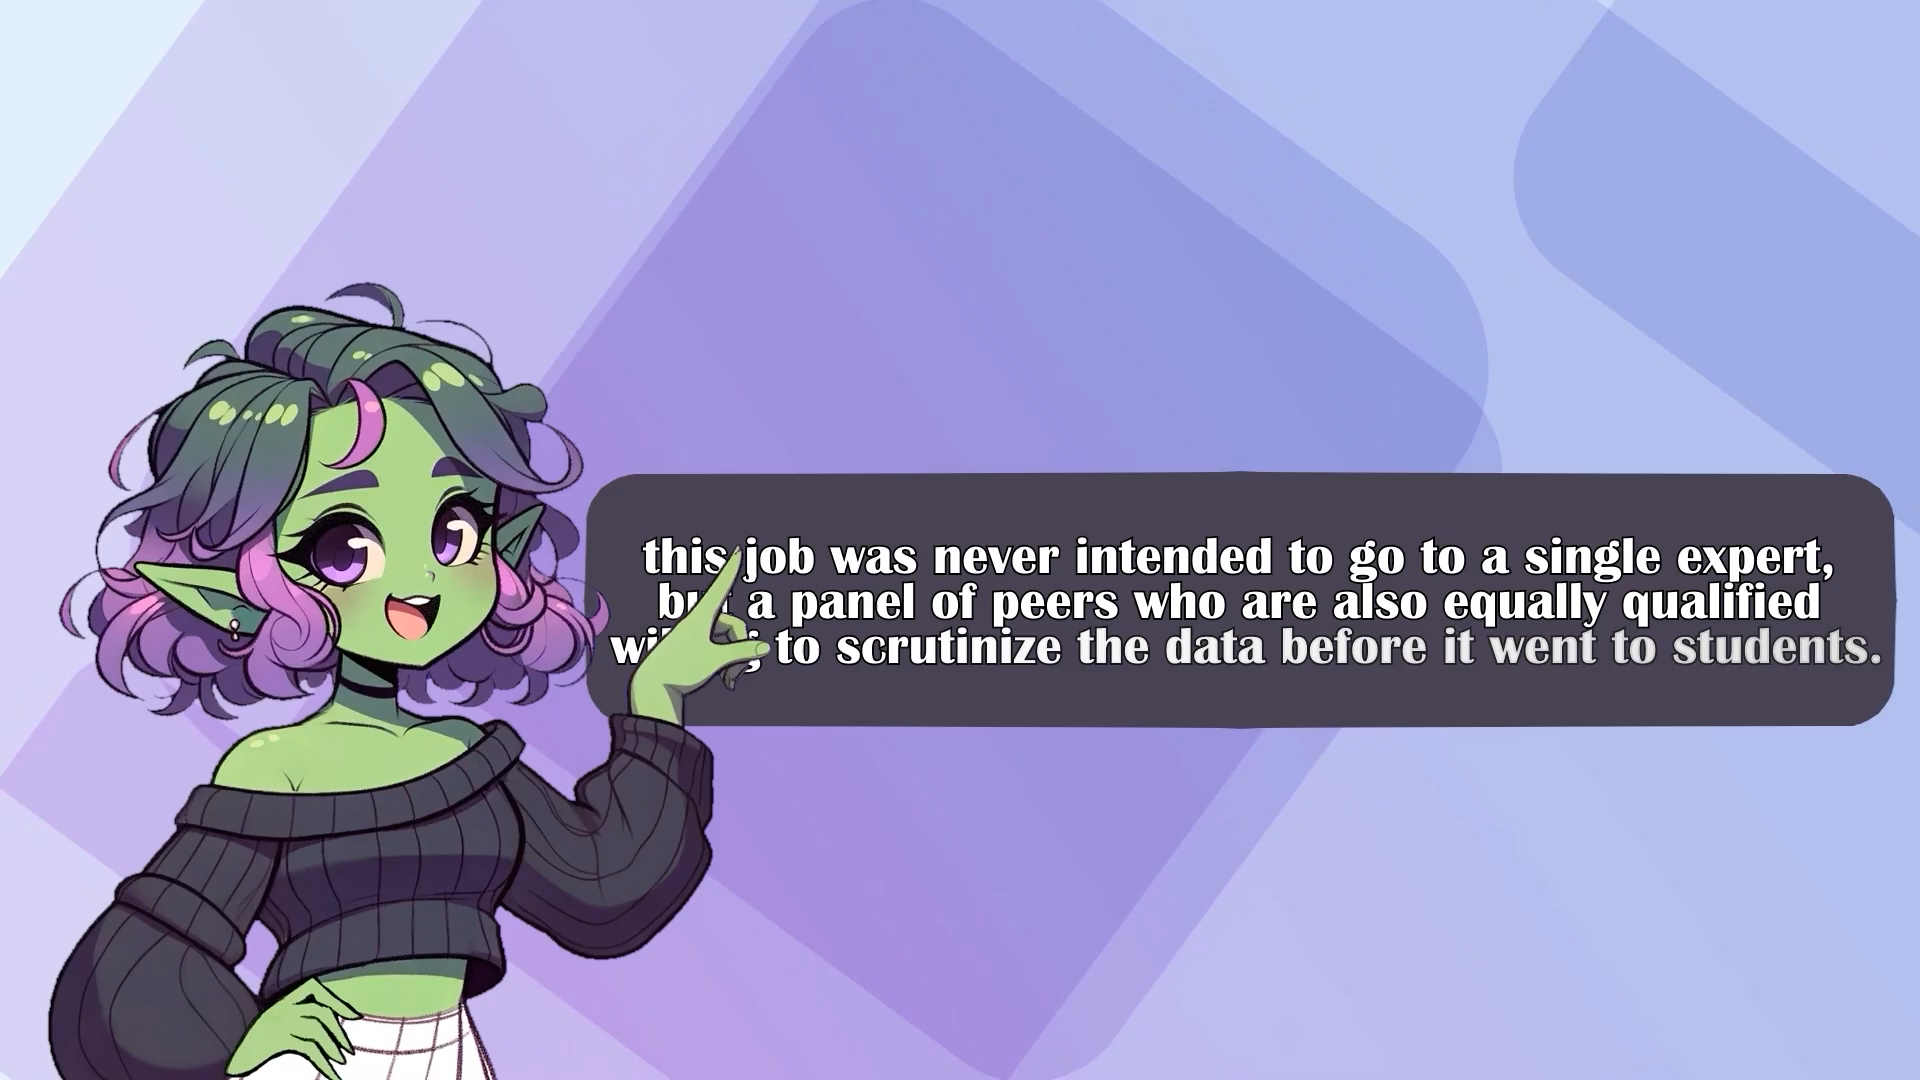 this job was never intended to go to a single expert,
but a panel of peers who are also equally qualified
to scrutinize the data before it went to students.